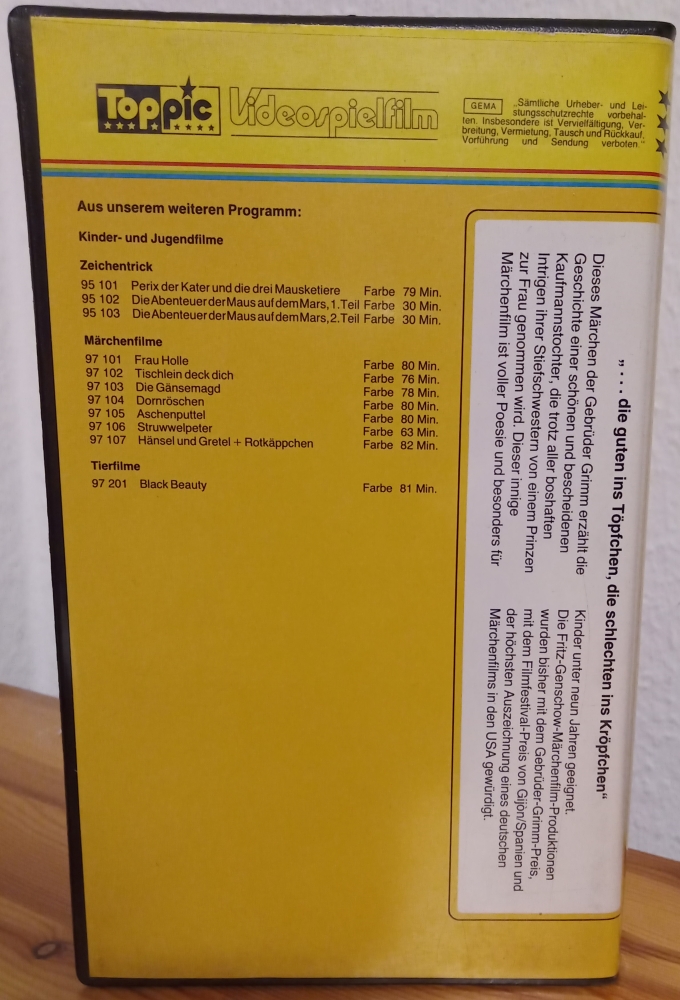 Toppic
Videospielfilm
GEMA „Sämtliche Urheber- und Lei-
stungsschutzrechte vorbehal-
ten. Insbesondere ist Vervielfältigung, Ver-
breitung, Vermietung, Tausch und Rückkauf,
Vorführung und Sendung verboten."
Aus unserem weiteren Programm:
Kinder- und Jugendfilme
Zeichentrick
95 101 Perix der Kater und die drei Mausketiere Farbe 79 Min.
95 102 Die Abenteuer der Maus auf dem Mars, 1. Teil Farbe 30 Min.
95 103 Die Abenteuer der Maus auf dem Mars, 2. Teil Farbe 30 Min.
Märchenfilme
97 101 Frau Holle Farbe 80 Min.
97 102 Tischlein deck dich Farbe 76 Min.
97 103 Die Gänsemagd Farbe 78 Min.
97 104 Dornröschen Farbe 80 Min.
97 105 Aschenputtel Farbe 80 Min.
97 106 Struwwelpeter Farbe 63 Min.
97 107 Hänsel und Gretel + Rotkäppchen Farbe 82 Min.
Tierfilme
97 201 Black Beauty Farbe 81 Min.
„. . . die guten ins Töpfchen, die schlechten ins Kröpfchen“
Dieses Märchen der Gebrüder Grimm erzählt die
Geschichte einer schönen und bescheidenen
Kaufmannstochter, die trotz aller boshaften
Intrigen ihrer Stiefschwestern von einem Prinzen
zur Frau genommen wird. Dieser innige
Märchenfilm ist voller Poesie und besonders für
Kinder unter neun Jahren geeignet.
Die Fritz-Genschow-Märchenfilm-Produktionen
wurden bisher mit dem Gebrüder-Grimm-Preis,
mit dem Filmfestival-Preis von Gijòn/Spanien und
der höchsten Auszeichnung eines deutschen
Märchenfilms in den USA gewürdigt.